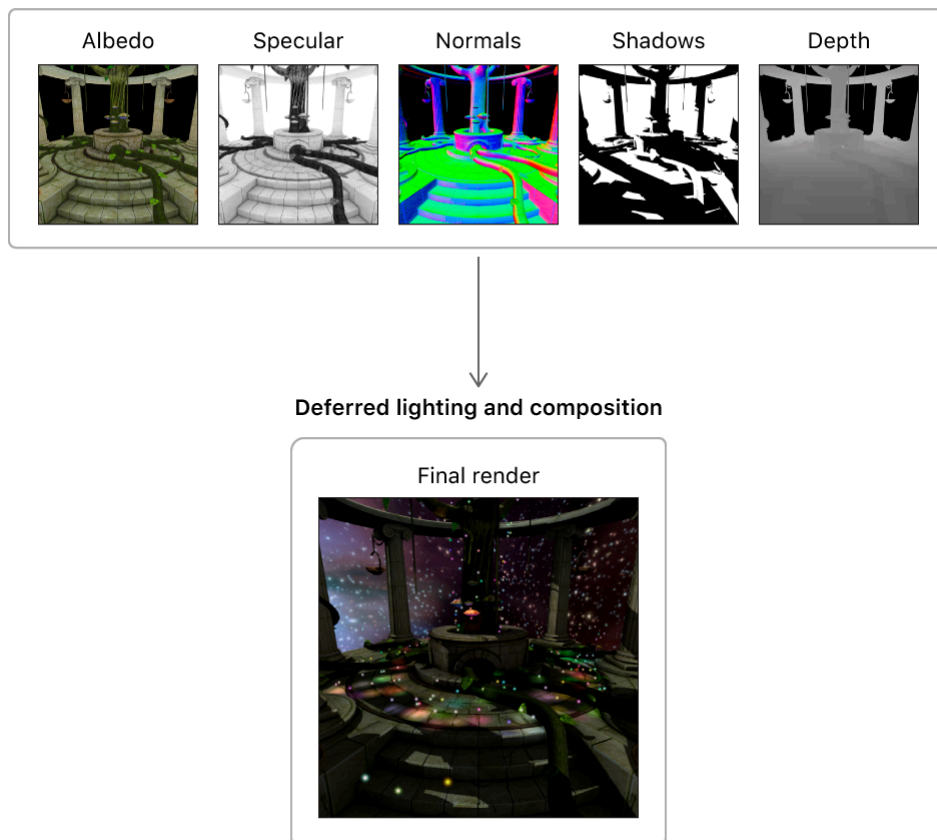 Albedo
Specular
Normals
Shadows
Depth
Deferred lighting and composition
Final render